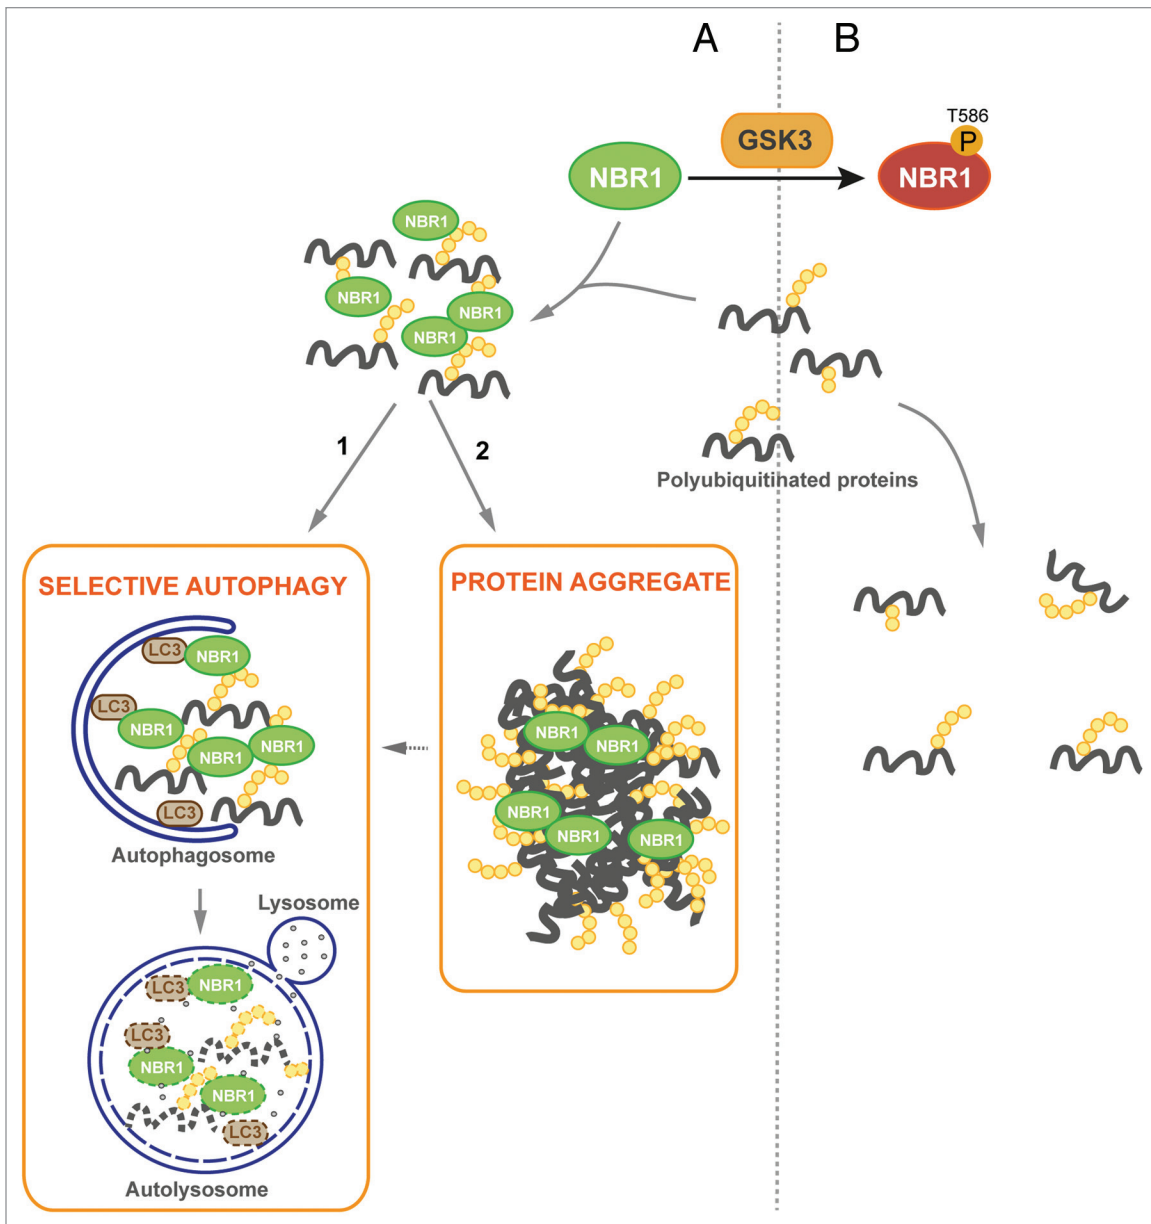 A
B
GSK3
T586
P
NBR1
NBR1
NBR1
NBR1
NBR1
NBR1
1
2
Polyubiquitinated proteins
SELECTIVE AUTOPHAGY
LC3
NBR1
LC3
NBR1
NBR1
NBR1
LC3
Autophagosome
Lysosome
LC3
NBR1
LC3
NBR1
NBR1
LC3
Autolysosome
PROTEIN AGGREGATE
NBR1
NBR1
NBR1
NBR1
NBR1